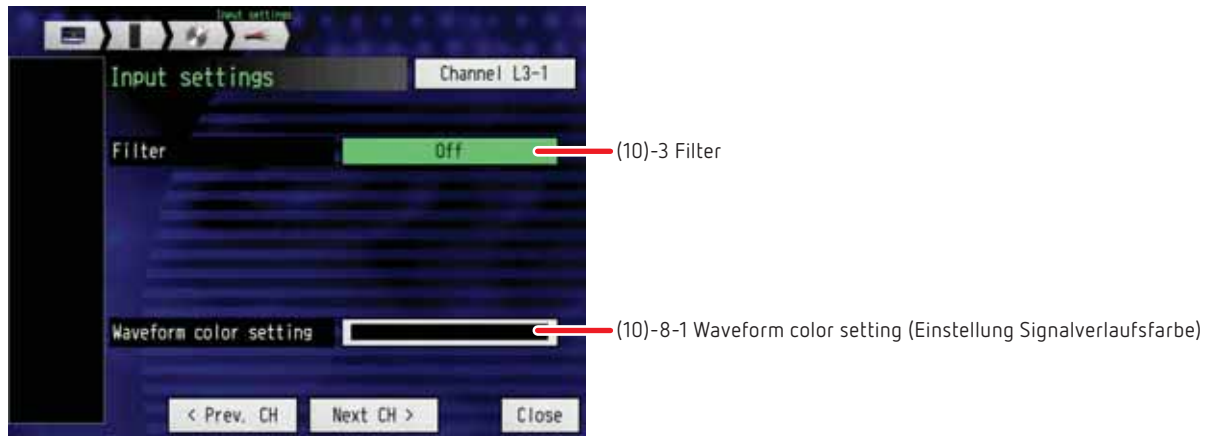 Input settings
Input settings
Channel L3-1
Filter
Off
(10)-3 Filter
Waveform color setting
(10)-8-1 Waveform color setting (Einstellung Signalverlaufsfarbe)
< Prev. CH
Next CH >
Close